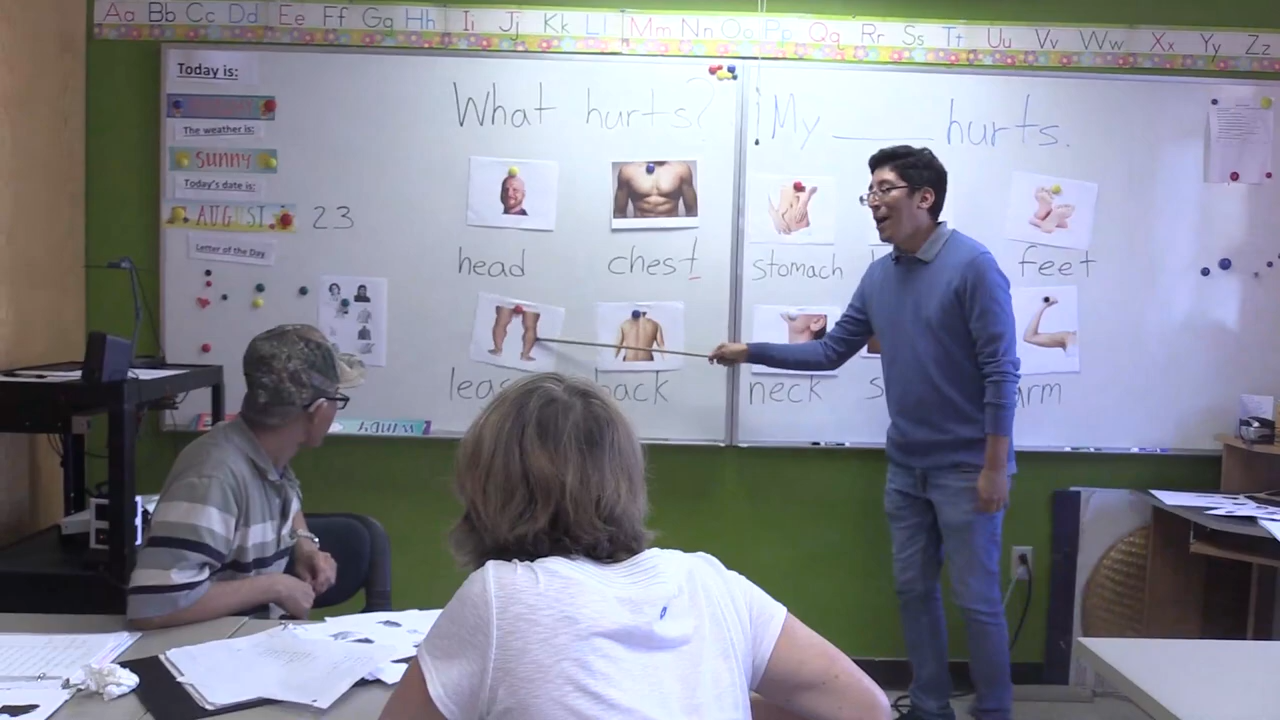 Aa Bb Cc Dd Ee Ff Gg Hh Ii Jj Kk Ll Mm Nn Oo Pp Qq Rr Ss Tt Uu Vv Ww Xx Yy Zz
Today is:
The weather is:
SUNNY
Today's date is:
AUGUST 23
Letter of the Day
What hurts?
My ____ hurts.
head chest stomach feet
back neck arm